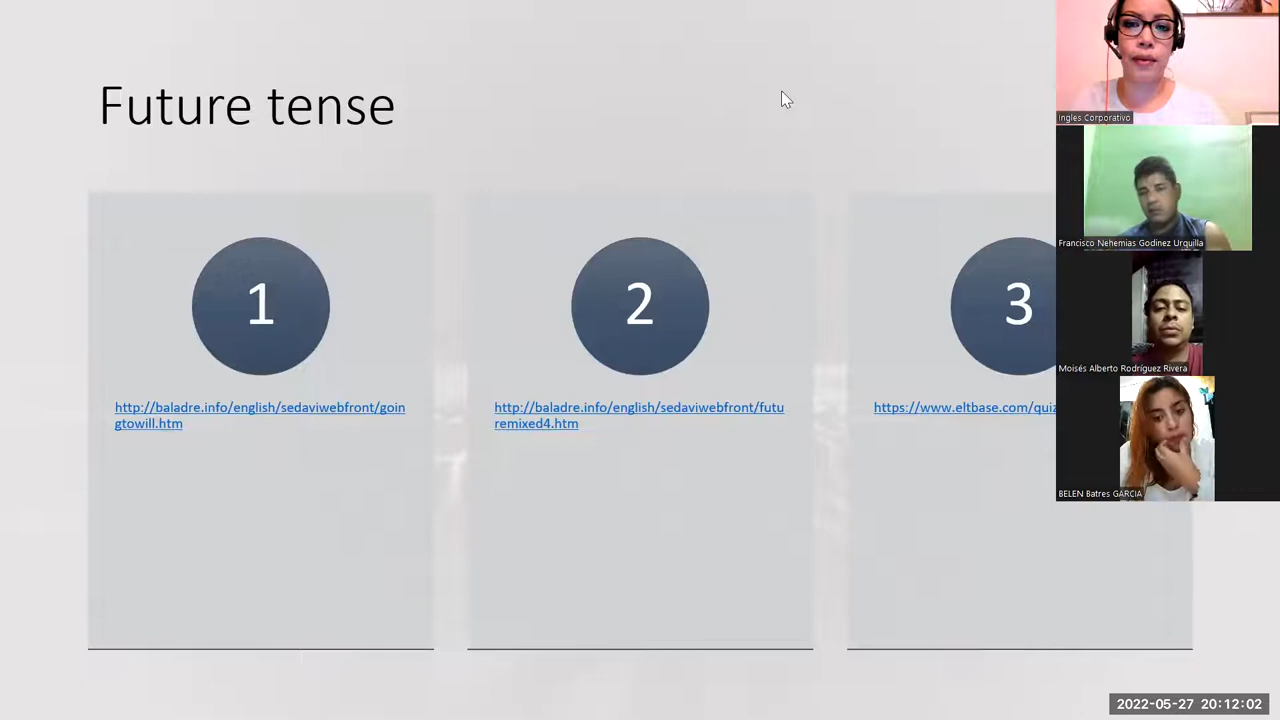 Future tense
1
2
3
http://baladre.info/english/sedaviwebfront/goin
gtowill.htm
http://baladre.info/english/sedaviwebfront/futu
remixed4.htm
https://www.eltbase.com/quiz
Ingles Corporativo
Francisco Nehemias Godinez Urquilla
Moisés Alberto Rodríguez Rivera
BELEN Batres GARCIA
2022-05-27 20:12:02